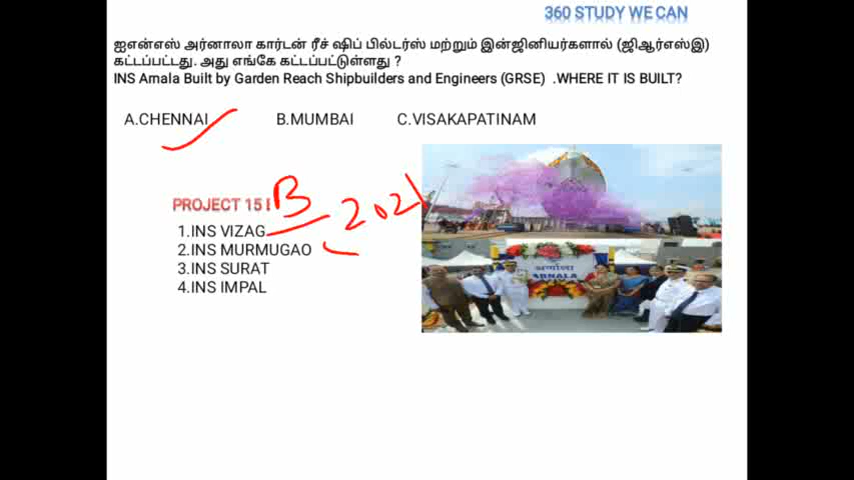 360 STUDY WE CAN
ஐஎன்எஸ் அர்னாலா கார்டன் ரீச் ஷிப் பில்டர்ஸ் மற்றும் இன்ஜினியர்களால் (ஜிஆர்எஸ்இ)
கட்டப்பட்டது. அது எங்கே கட்டப்பட்டுள்ளது ?
INS Arnala Built by Garden Reach Shipbuilders and Engineers (GRSE) .WHERE IT IS BUILT?
A.CHENNAI B.MUMBAI C.VISAKAPATINAM
PROJECT 15 B 2021
1.INS VIZAG
2.INS MURMUGAO
3.INS SURAT
4.INS IMPAL
अर्णाला
ARNALA